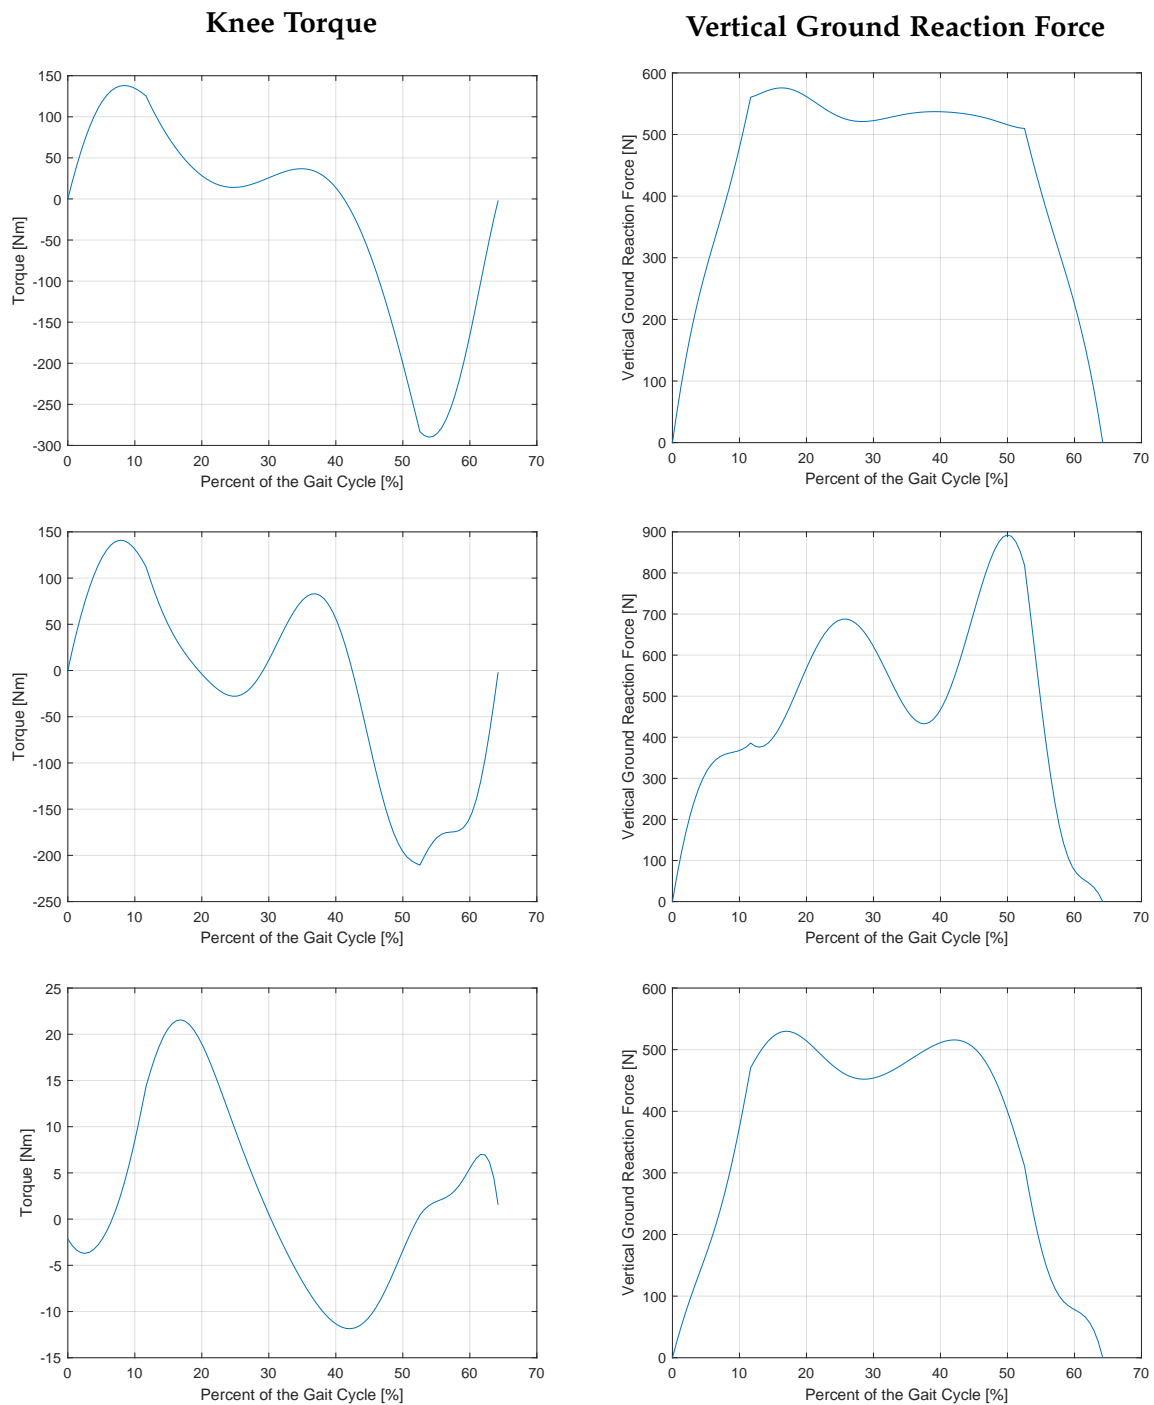 Knee Torque
Vertical Ground Reaction Force
150
100
50
0
-50
-100
-150
-200
-250
-300
Torque [Nm]
0 10 20 30 40 50 60 70
Percent of the Gait Cycle [%]
600
500
400
300
200
100
0
Vertical Ground Reaction Force [N]
0 10 20 30 40 50 60 70
Percent of the Gait Cycle [%]
150
100
50
0
-50
-100
-150
-200
-250
Torque [Nm]
0 10 20 30 40 50 60 70
Percent of the Gait Cycle [%]
900
800
700
600
500
400
300
200
100
0
Vertical Ground Reaction Force [N]
0 10 20 30 40 50 60 70
Percent of the Gait Cycle [%]
25
20
15
10
5
0
-5
-10
-15
Torque [Nm]
0 10 20 30 40 50 60 70
Percent of the Gait Cycle [%]
600
500
400
300
200
100
0
Vertical Ground Reaction Force [N]
0 10 20 30 40 50 60 70
Percent of the Gait Cycle [%]